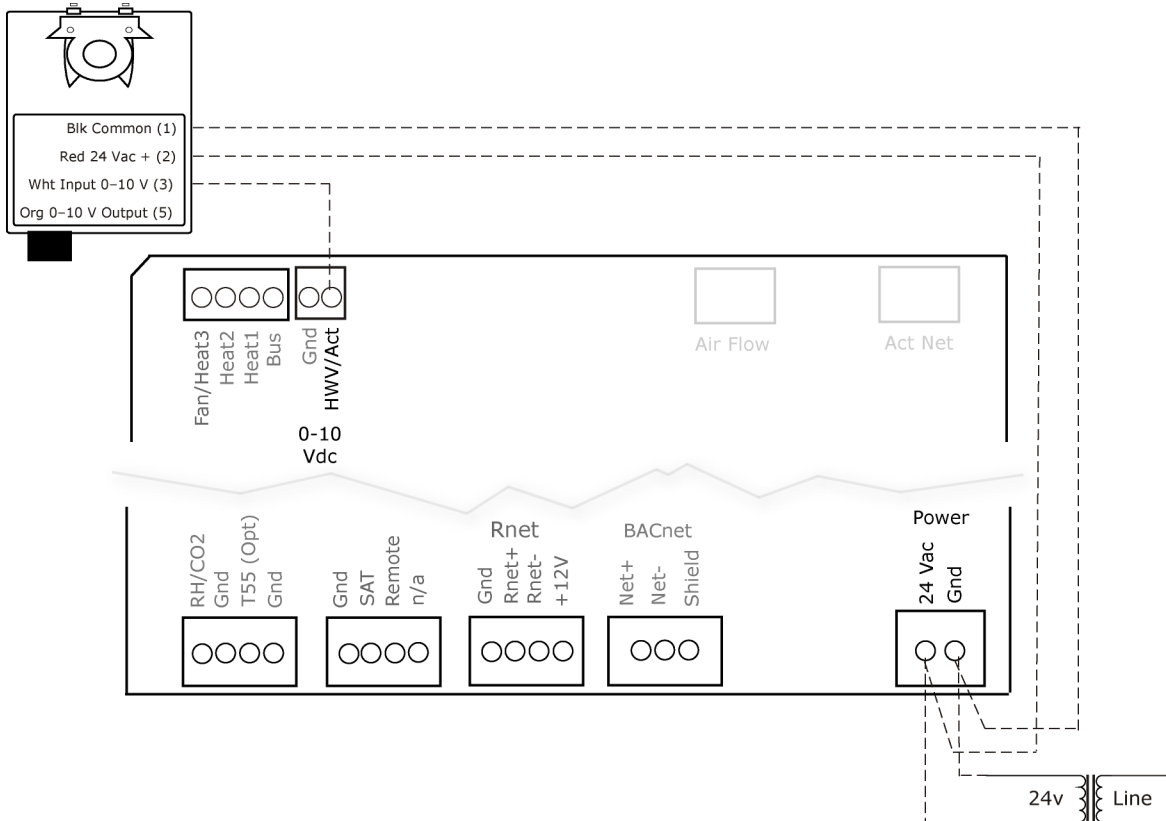 Blk Common (1)
Red 24 Vac + (2)
Wht Input 0–10 V (3)
Org 0–10 V Output (5)
Fan/Heat3
Heat2
Heat1
Bus
Gnd
HWV/Act
0-10
Vdc
Air Flow
Act Net
RH/CO2
Gnd
T55 (Opt)
Gnd
Gnd
SAT
Remote
n/a
Rnet
Gnd
Rnet+
Rnet-
+12V
BACnet
Net+
Net-
Shield
Power
24 Vac
Gnd
24v
Line